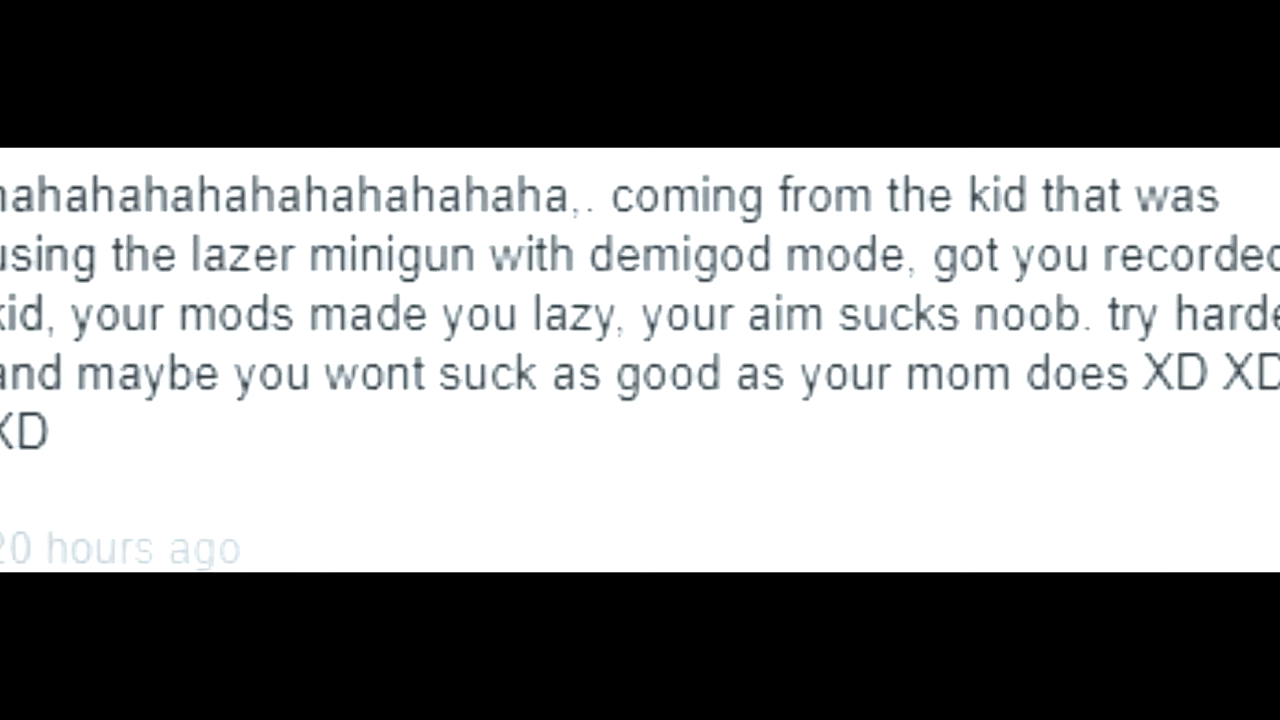 hahahahahahahahahahaha,. coming from the kid that was
using the lazer minigun with demigod mode, got you recorded
kid, your mods made you lazy, your aim sucks noob. try harde
and maybe you wont suck as good as your mom does XD XD
XD
20 hours ago